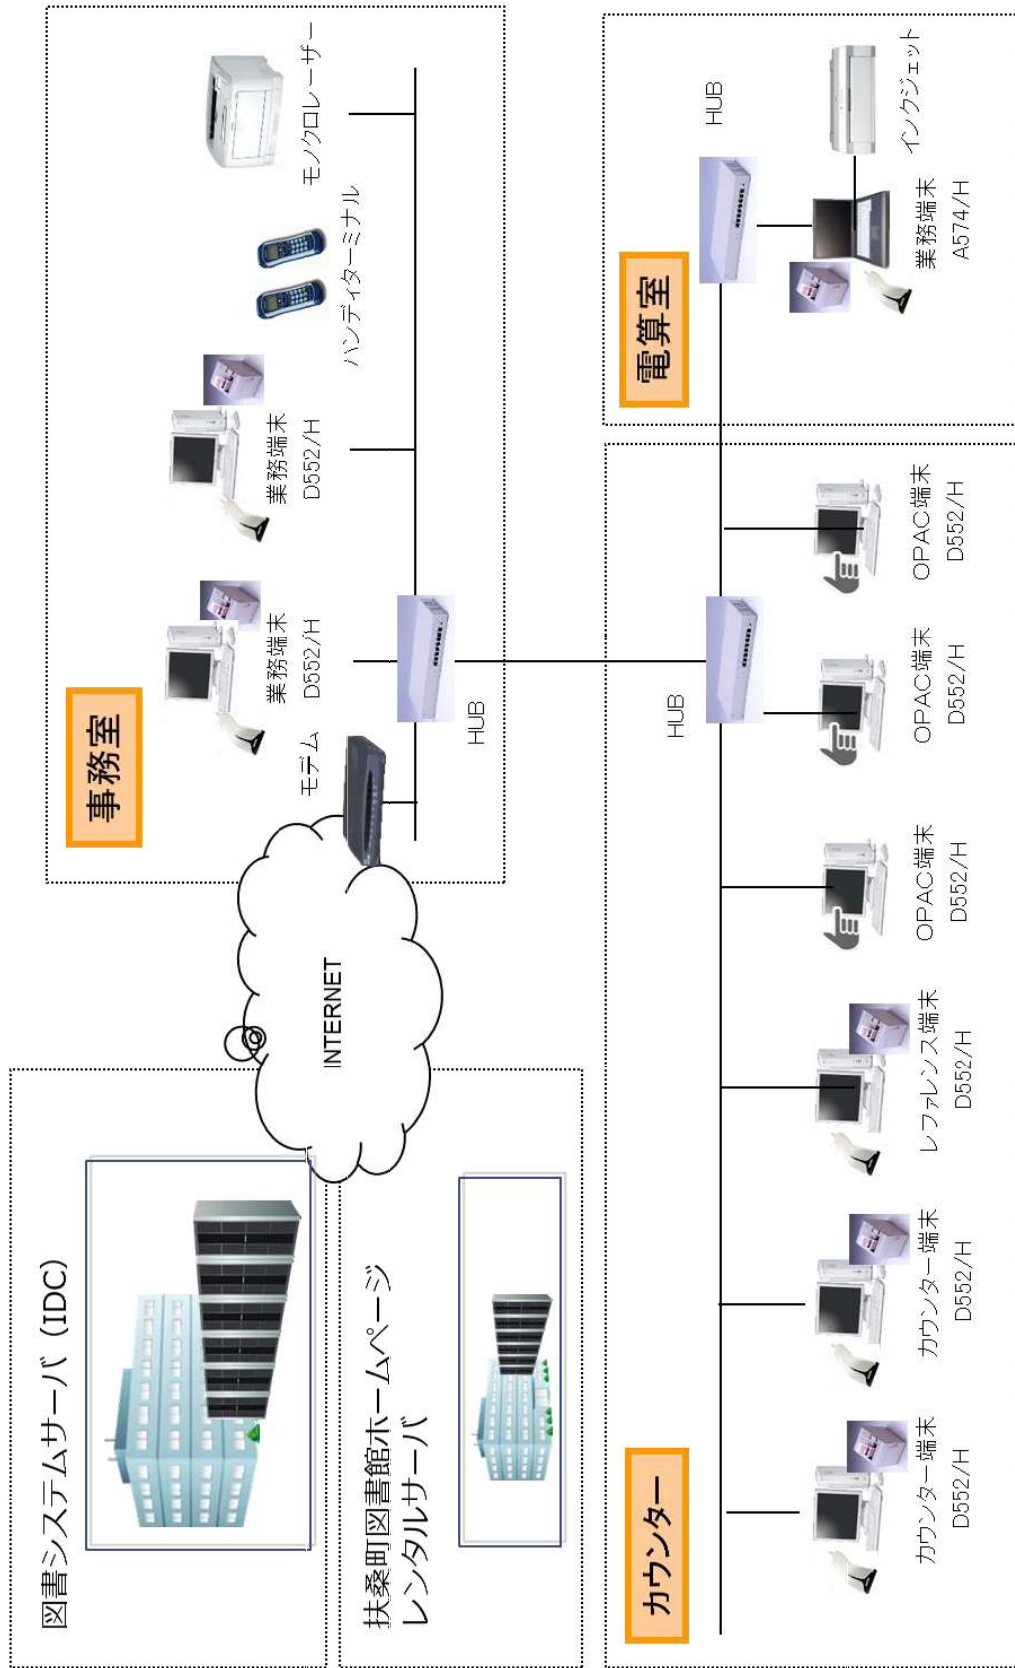 図書システムサーバ (IDC)
扶桑町図書館ホームページ
レンタルサーバ
INTERNET
事務室
モデム
HUB
業務端末
D552/H
業務端末
D552/H
ハンディターミナル
モノクロレーザー
カウンター
カウンター端末
D552/H
カウンター端末
D552/H
レファレンス端末
D552/H
OPAC端末
D552/H
HUB
OPAC端末
D552/H
OPAC端末
D552/H
電算室
HUB
業務端末
A574/H
インクジェット